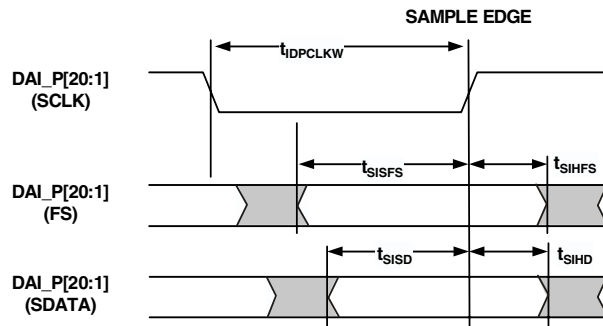 SAMPLE EDGE
tIDPCLKW
DAI_P[20:1]
(SCLK)
tSISFS
tSIHFS
DAI_P[20:1]
(FS)
tSISD
tSIHD
DAI_P[20:1]
(SDATA)